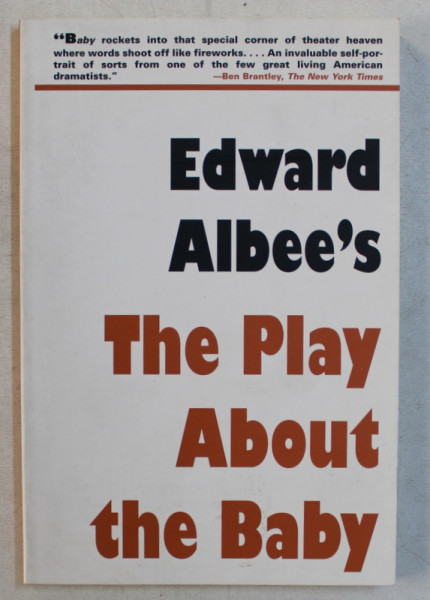 “Baby rockets into that special corner of theater heaven
where words shoot off like fireworks. . . . An invaluable self-por-
trait of sorts from one of the few great living American
dramatists.” —Ben Brantley, The New York Times
Edward
Albee’s
The Play
About
the Baby